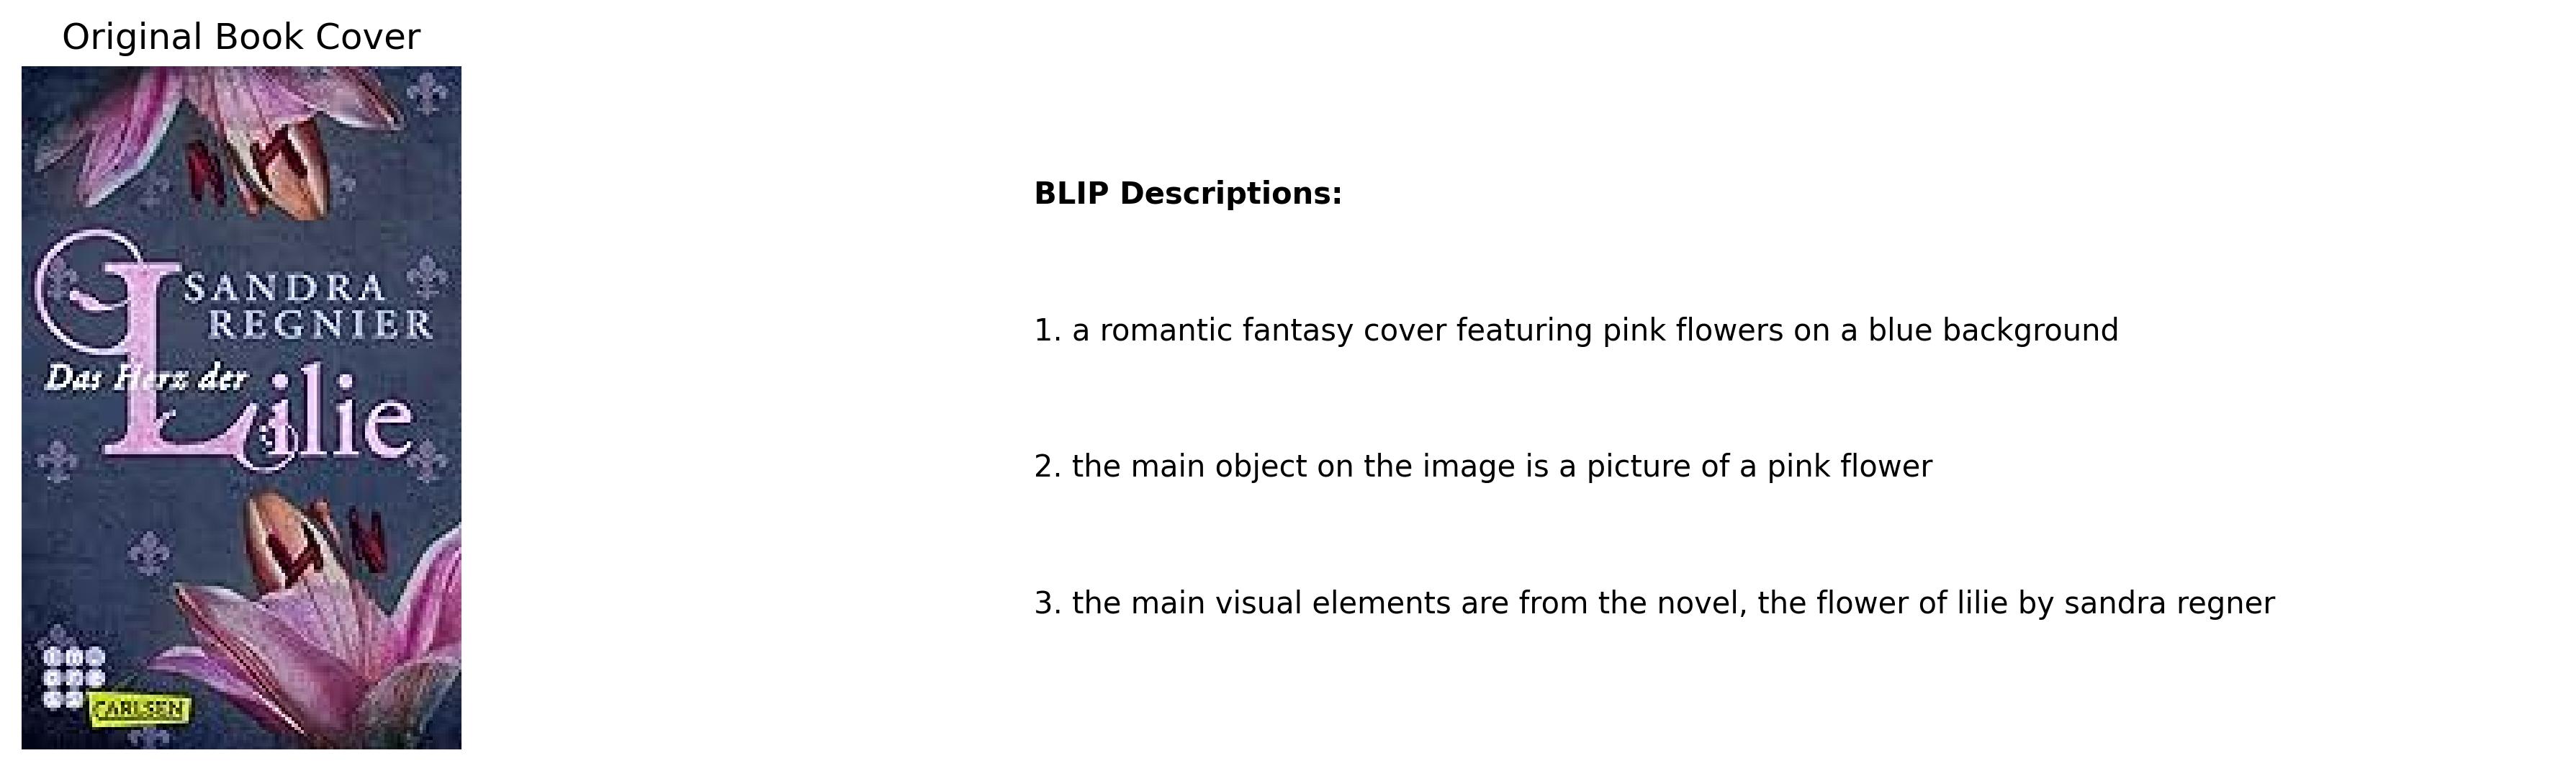 Original Book Cover
SANDRA
REGNIER
Das Herz der
Lilie
CARLSEN
BLIP Descriptions:
1. a romantic fantasy cover featuring pink flowers on a blue background
2. the main object on the image is a picture of a pink flower
3. the main visual elements are from the novel, the flower of lilie by sandra regner